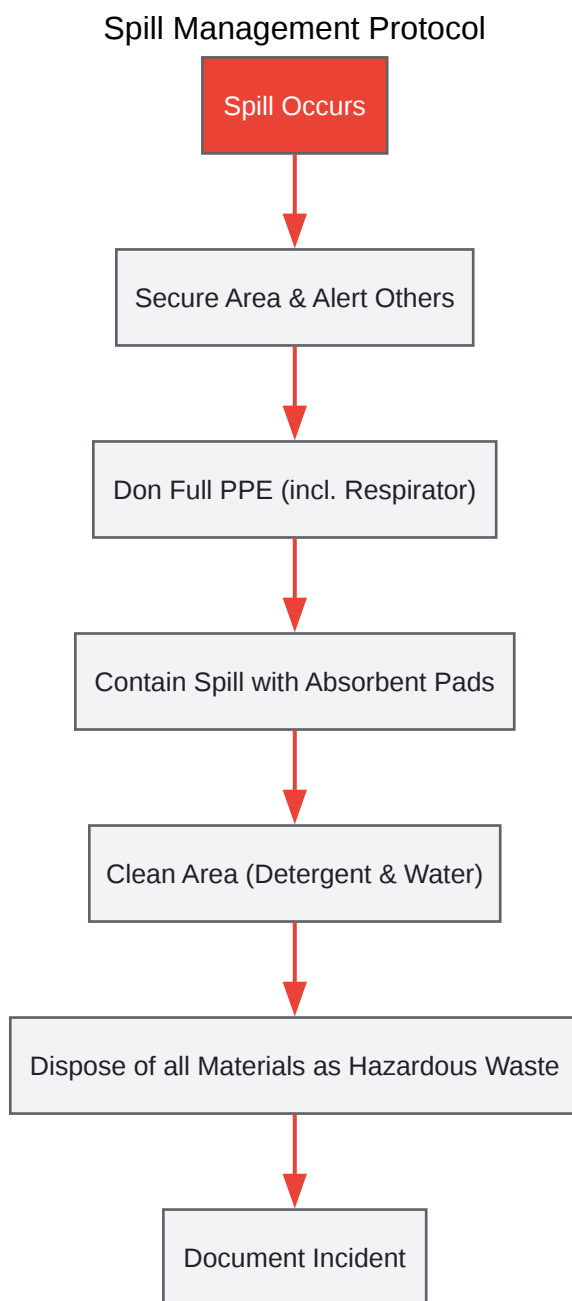 Spill Management Protocol
Spill Occurs
Secure Area & Alert Others
Don Full PPE (incl. Respirator)
Contain Spill with Absorbent Pads
Clean Area (Detergent & Water)
Dispose of all Materials as Hazardous Waste
Document Incident